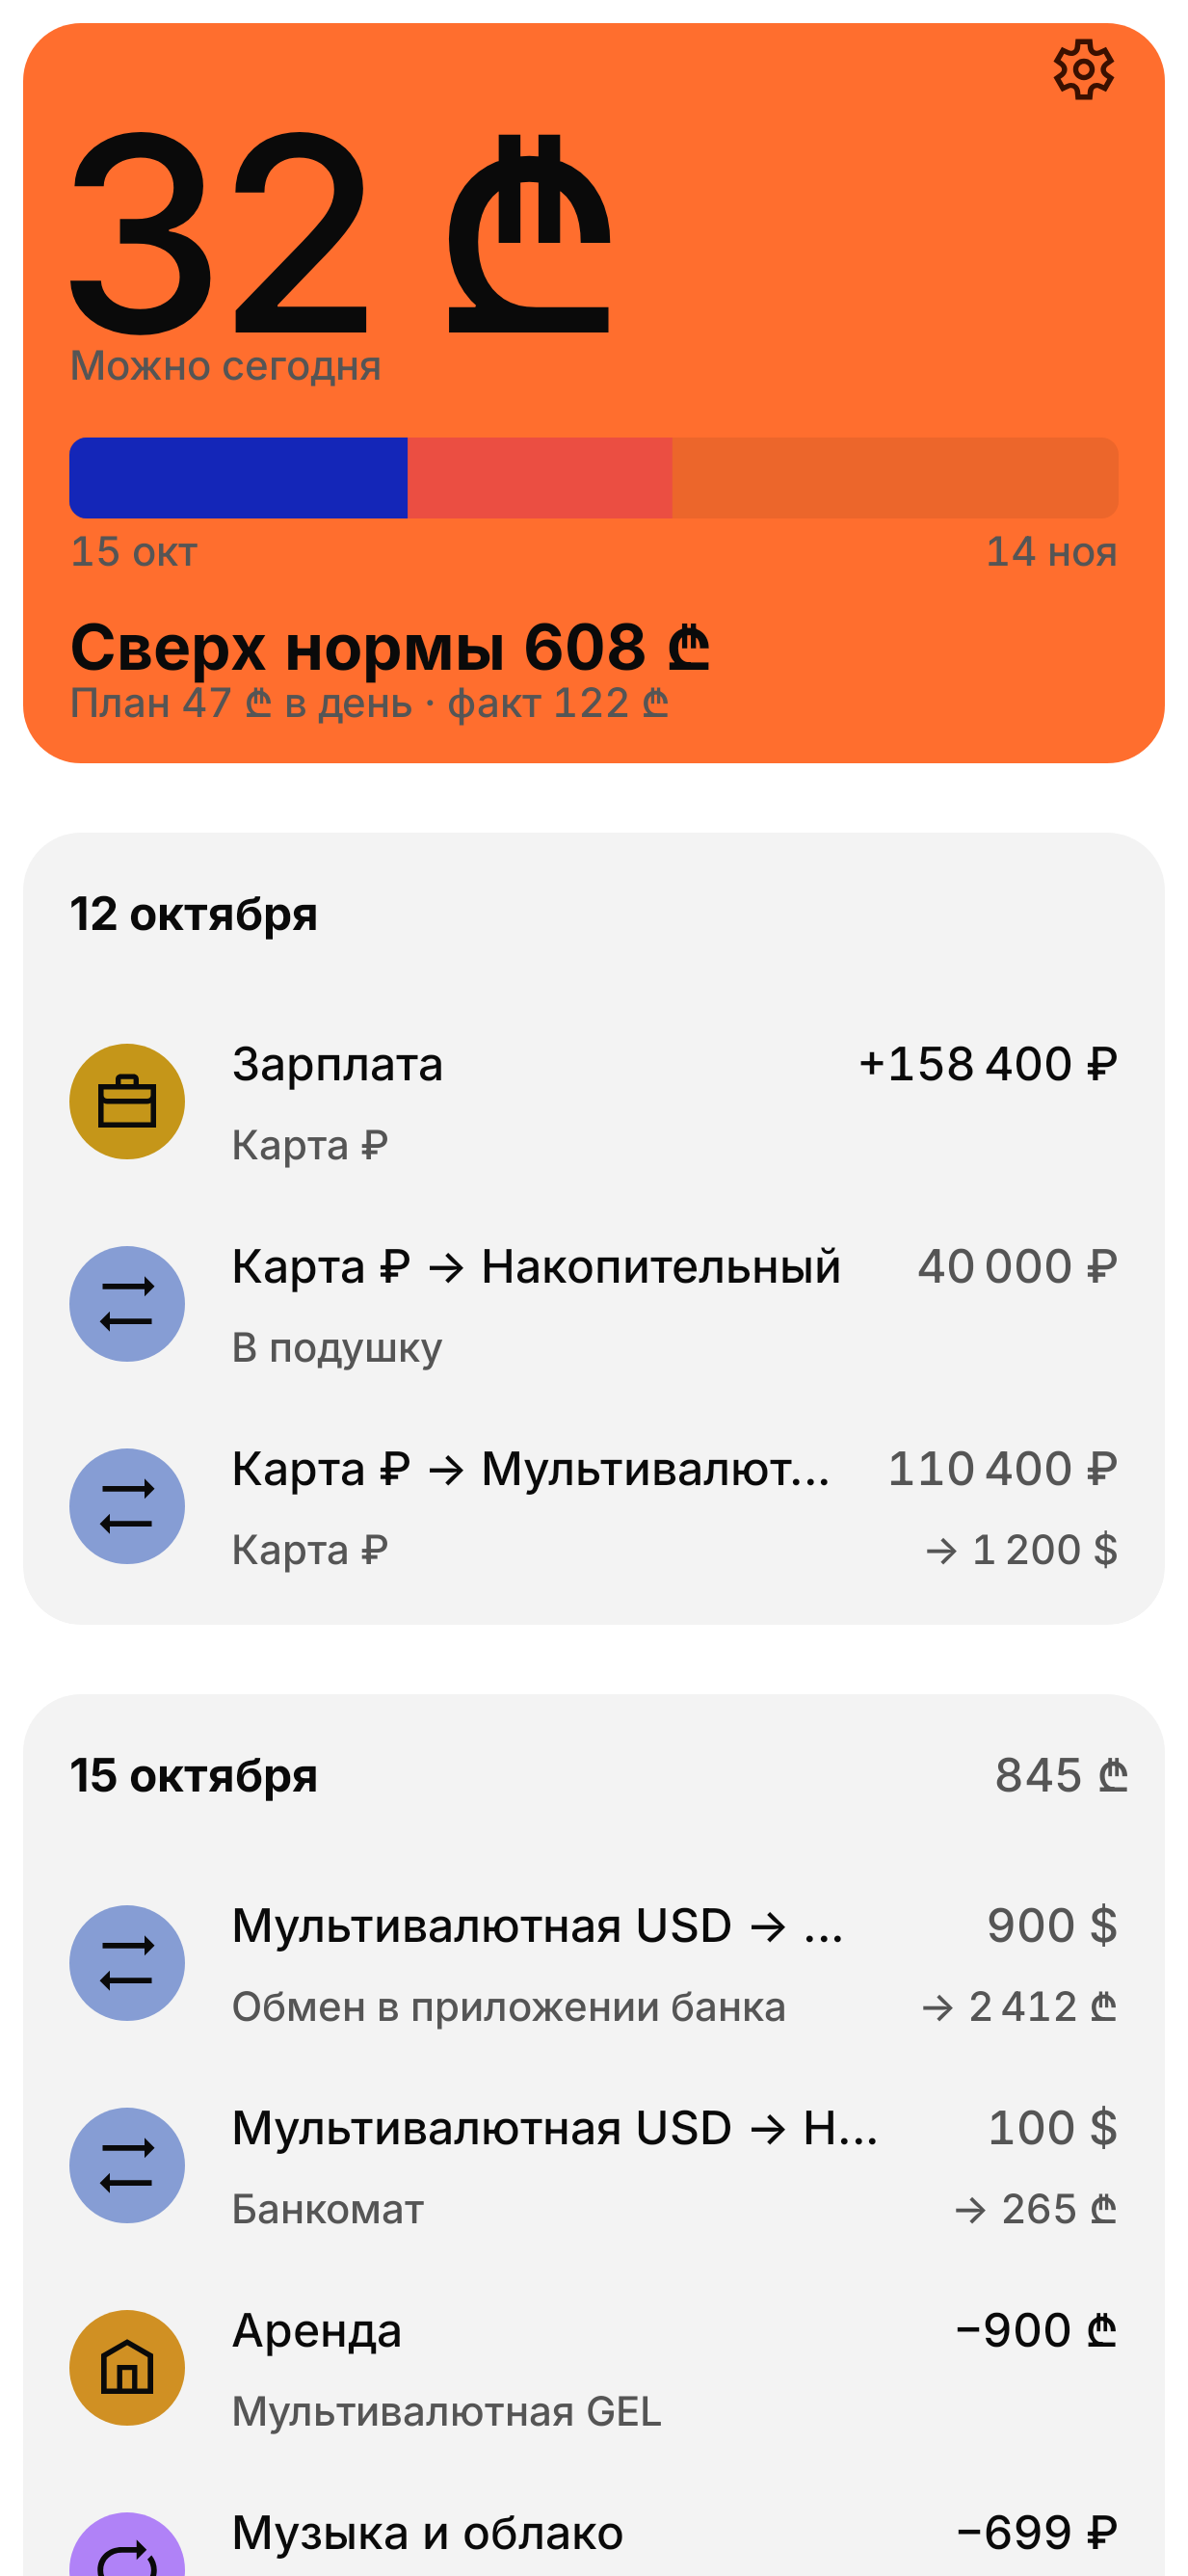 32 ₾
Можно сегодня
15 окт 14 ноя
Сверх нормы 608 ₾
План 47 ₾ в день · факт 122 ₾
12 октября
Зарплата +158 400 ₽
Карта ₽
Карта ₽ → Накопительный 40 000 ₽
В подушку
Карта ₽ → Мультивалют... 110 400 ₽
Карта ₽ → 1 200 $
15 октября 845 ₾
Мультивалютная USD → ... 900 $
Обмен в приложении банка → 2 412 ₾
Мультивалютная USD → Н... 100 $
Банкомат → 265 ₾
Аренда −900 ₾
Мультивалютная GEL
Музыка и облако −699 ₽